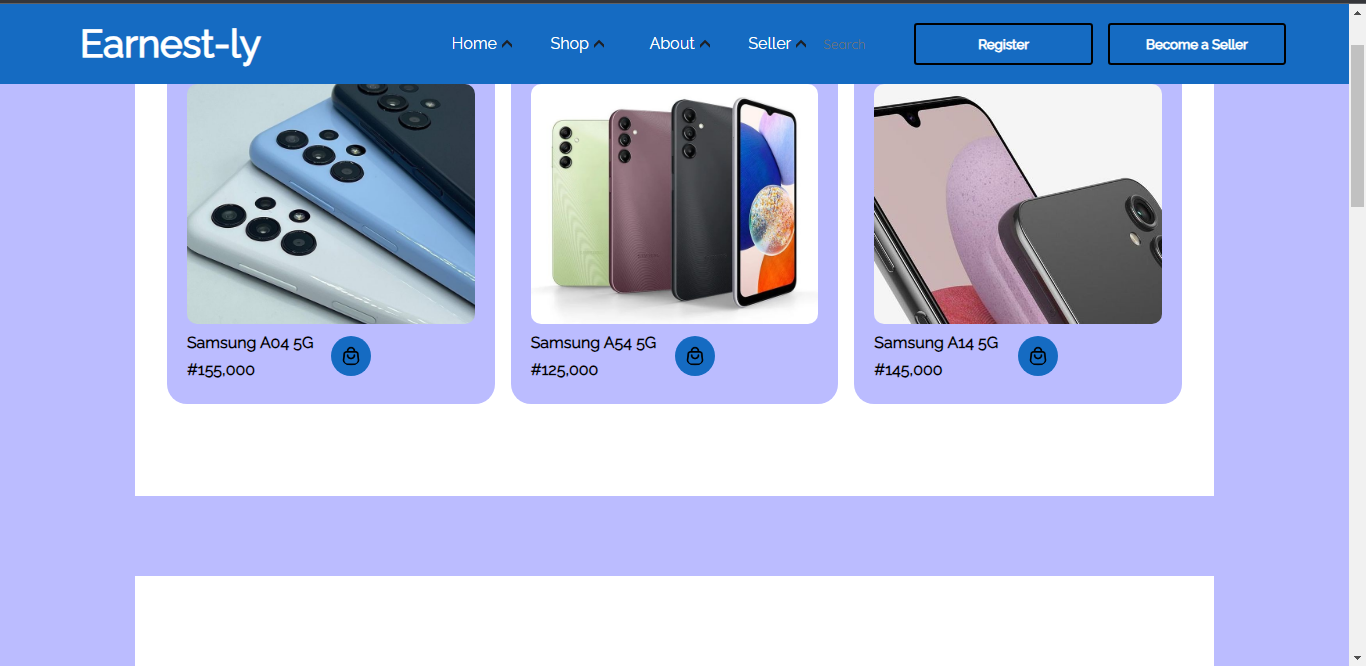 Earnest-ly
Home
Shop
About
Seller
Search
Register
Become a Seller
Samsung A04 5G
#155,000
Samsung A54 5G
#125,000
Samsung A14 5G
#145,000